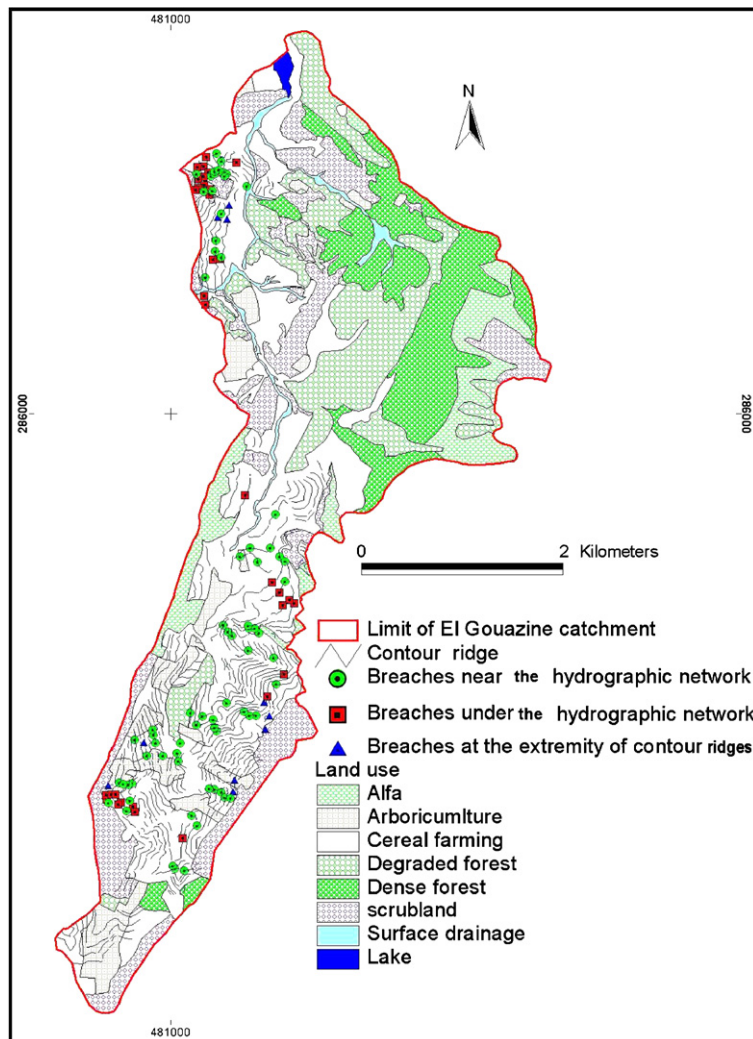 481000
N
286000
286000
0 2 Kilometers
Limit of El Gouazine catchment
Contour ridge
Breaches near the hydrographic network
Breaches under the hydrographic network
Breaches at the extremity of contour ridges
Land use
Alfa
Arboricumlture
Cereal farming
Degraded forest
Dense forest
scrubland
Surface drainage
Lake
481000